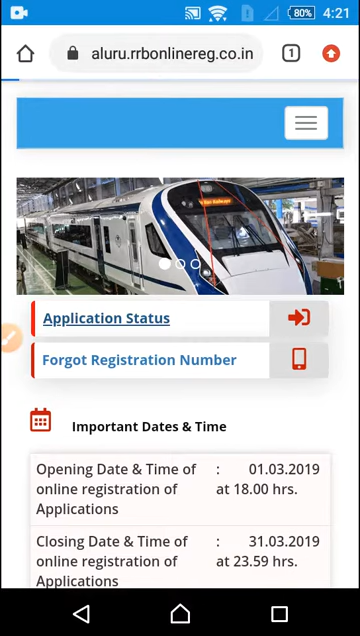 80% 4:21
aluru.rrbonlinereg.co.in 1
Application Status
Forgot Registration Number
Important Dates & Time
Opening Date & Time of : 01.03.2019
online registration of at 18.00 hrs.
Applications
Closing Date & Time of : 31.03.2019
online registration of at 23.59 hrs.
Applications